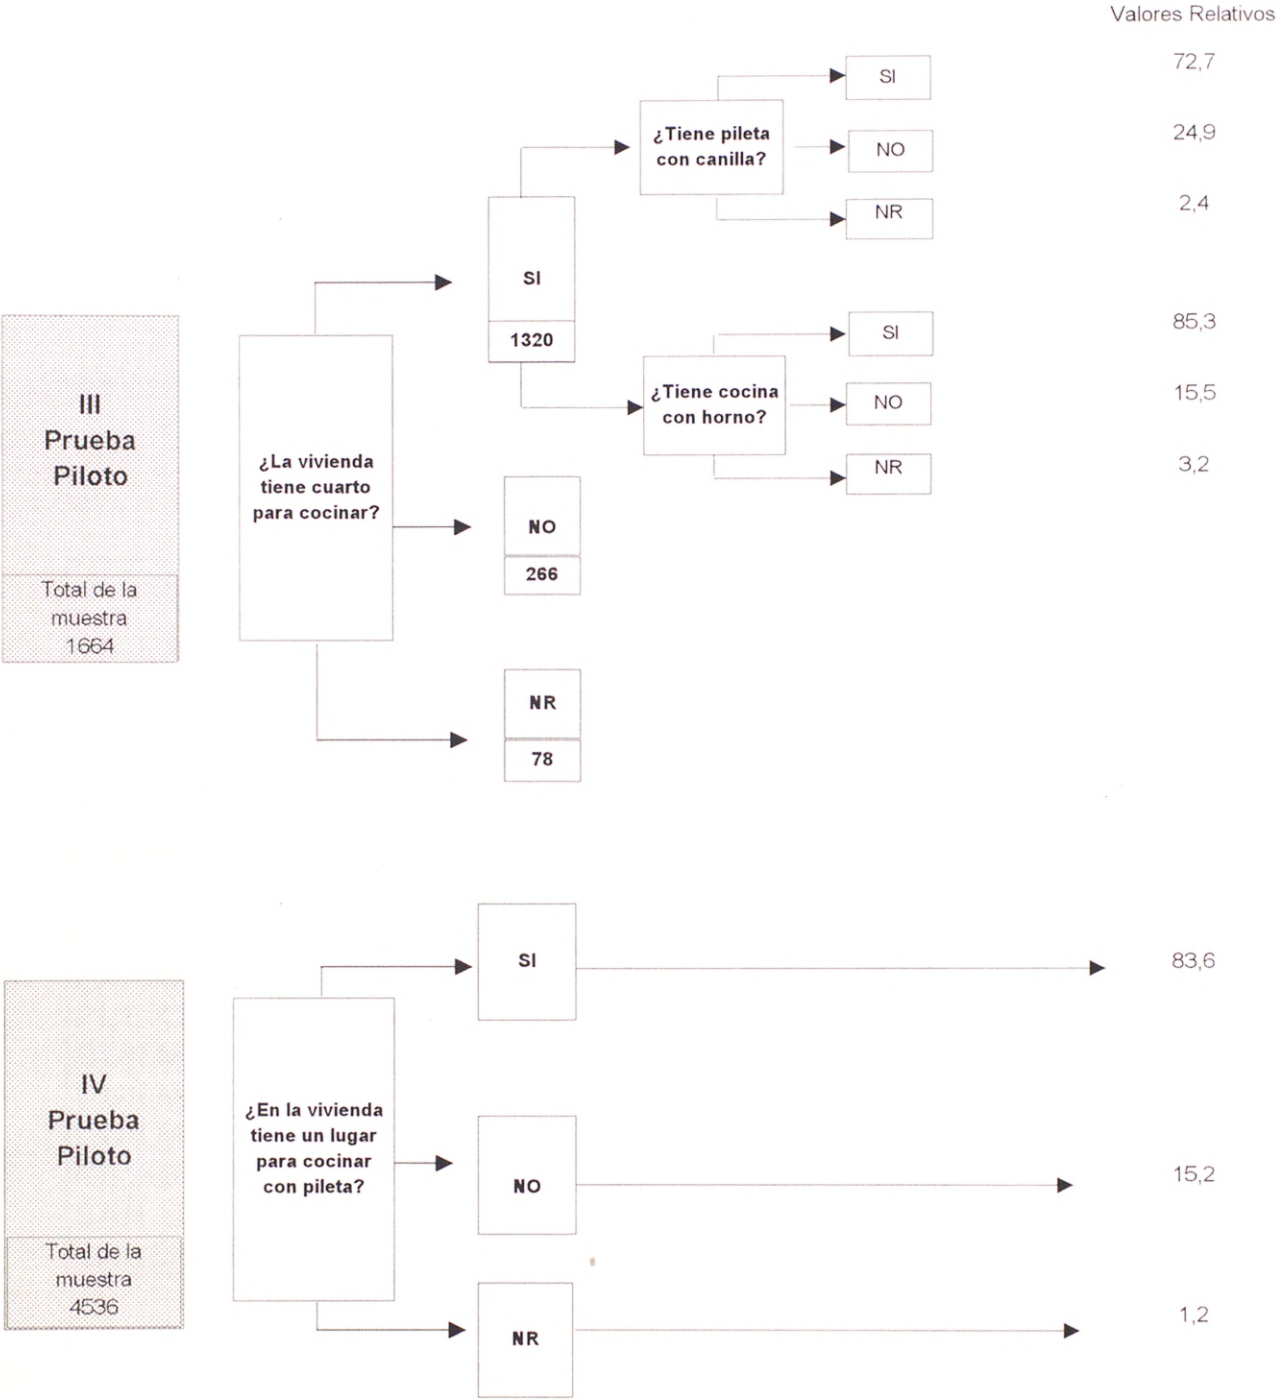 Valores Relativos
72,7
SI
¿Tiene pileta
con canilla?
24,9
NO
2,4
NR
SI
1320
85,3
SI
¿Tiene cocina
con horno?
15,5
NO
3,2
NR
III
Prueba
Piloto
Total de la
muestra
1664
¿La vivienda
tiene cuarto
para cocinar?
NO
266
NR
78
SI
83,6
IV
Prueba
Piloto
Total de la
muestra
4536
¿En la vivienda
tiene un lugar
para cocinar
con pileta?
NO
15,2
NR
1,2